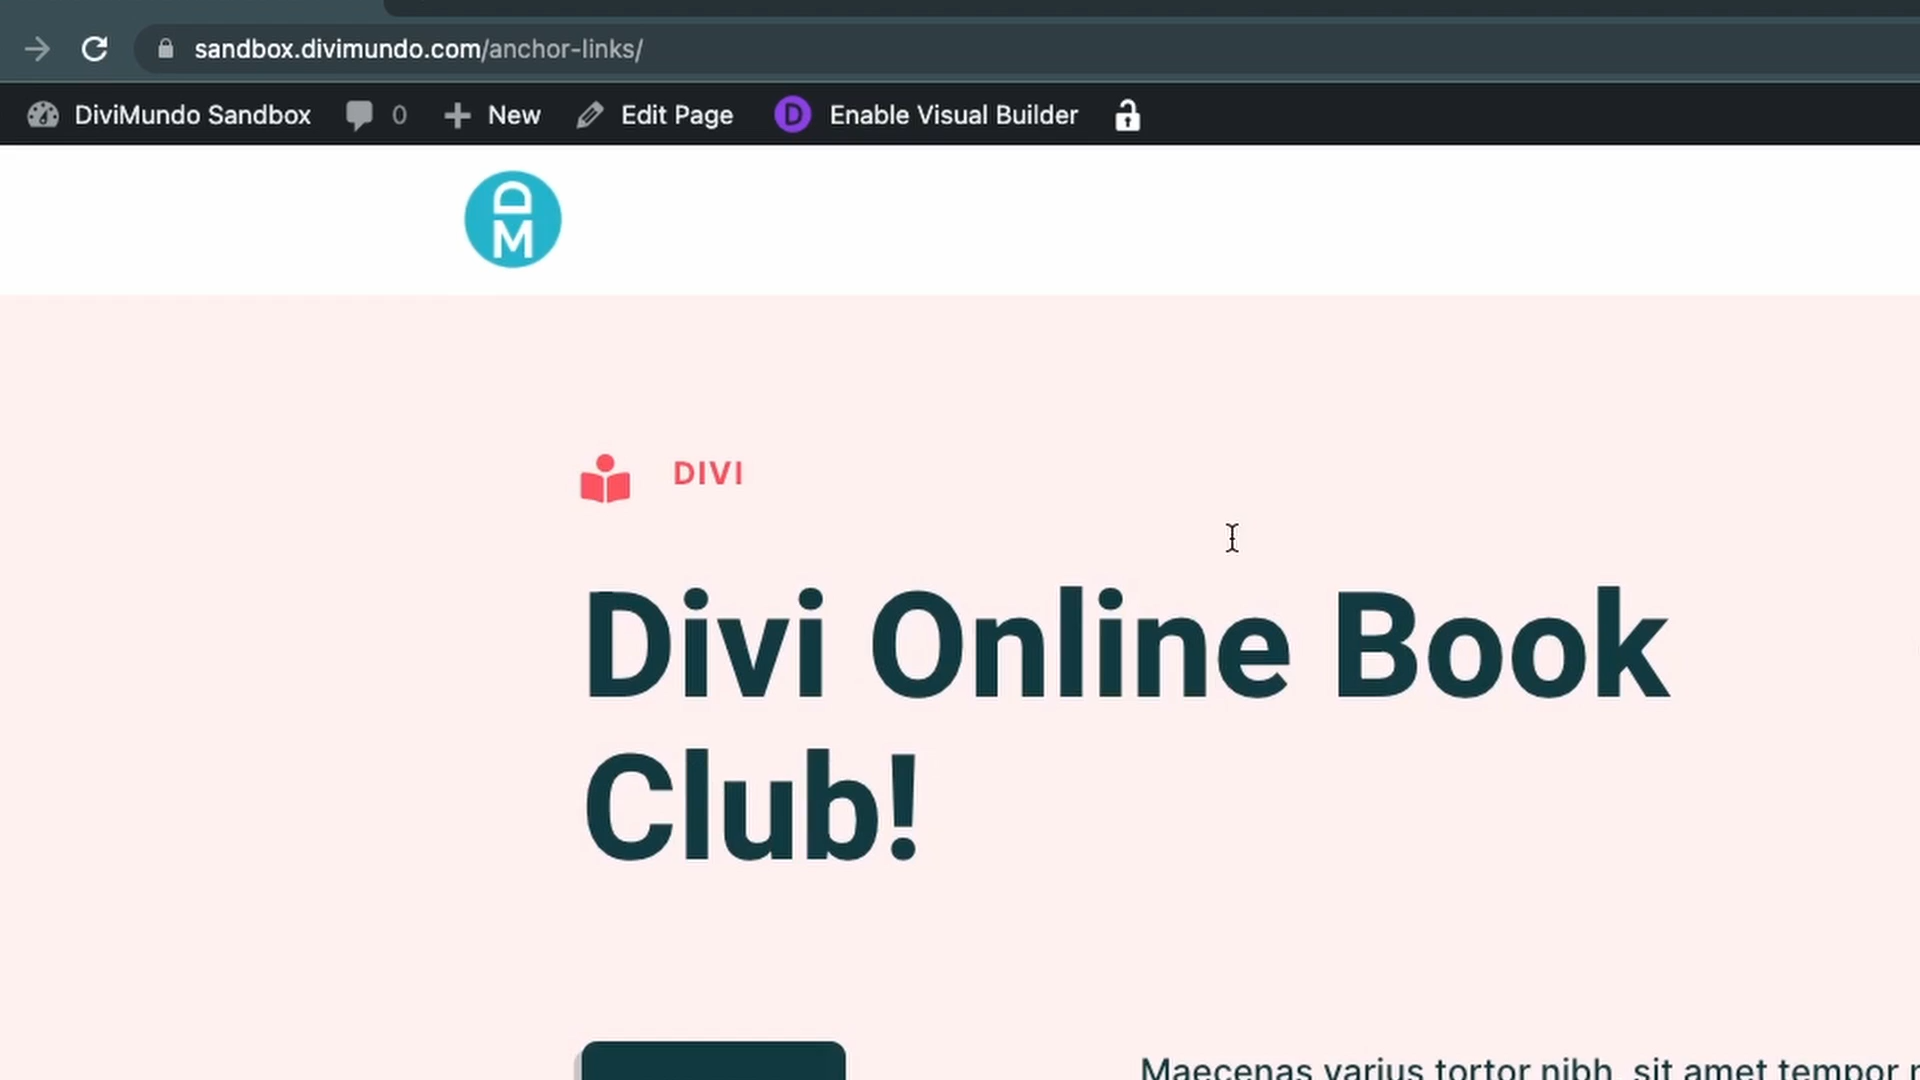 sandbox.divimundo.com/anchor-links/
DiviMundo Sandbox 0 New Edit Page D Enable Visual Builder
DM
DIVI
Divi Online Book
Club!
Maecenas varius tortor nibh, sit amet tempor